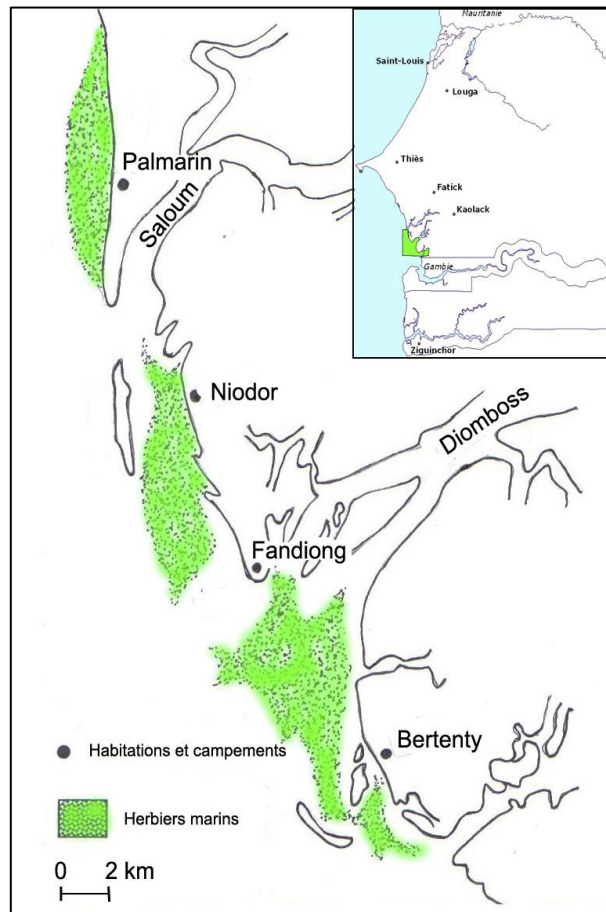 Mauritanie
Saint-Louis
Louga
Thiès
Fatick
Kaolack
Gambie
Ziguinchor
Palmarin
Saloum
Niodor
Diomboss
Fandiong
Bertenty
Habitations et campements
Herbiers marins
0 2 km